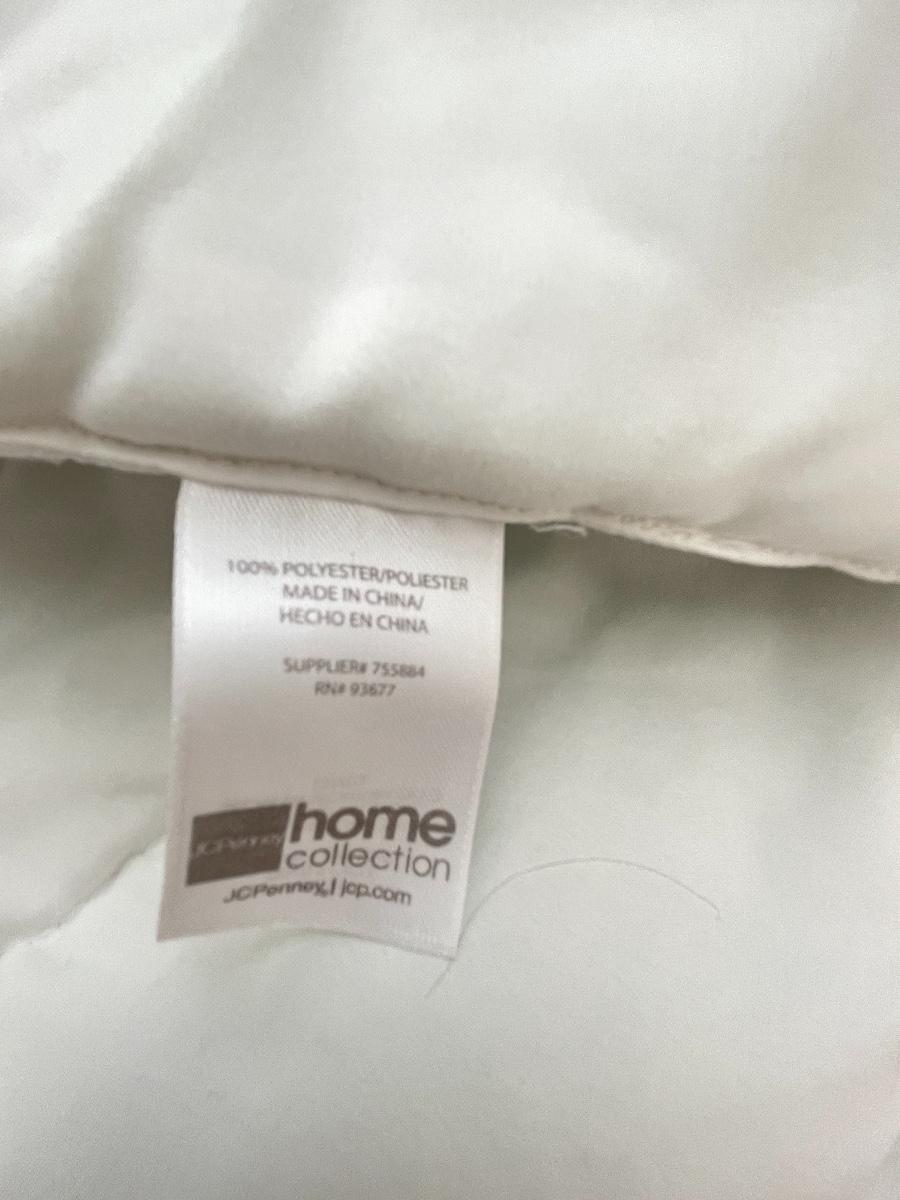 100% POLYESTER/POLIESTER
MADE IN CHINA/
HECHO EN CHINA
SUPPLIER# 755884
RN# 93677
JCPenney home
collection
JCPenney | jcp.com